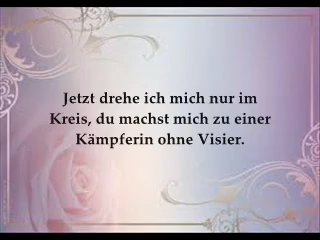 Jetzt drehe ich mich nur im
Kreis, du machst mich zu einer
Kämpferin ohne Visier.